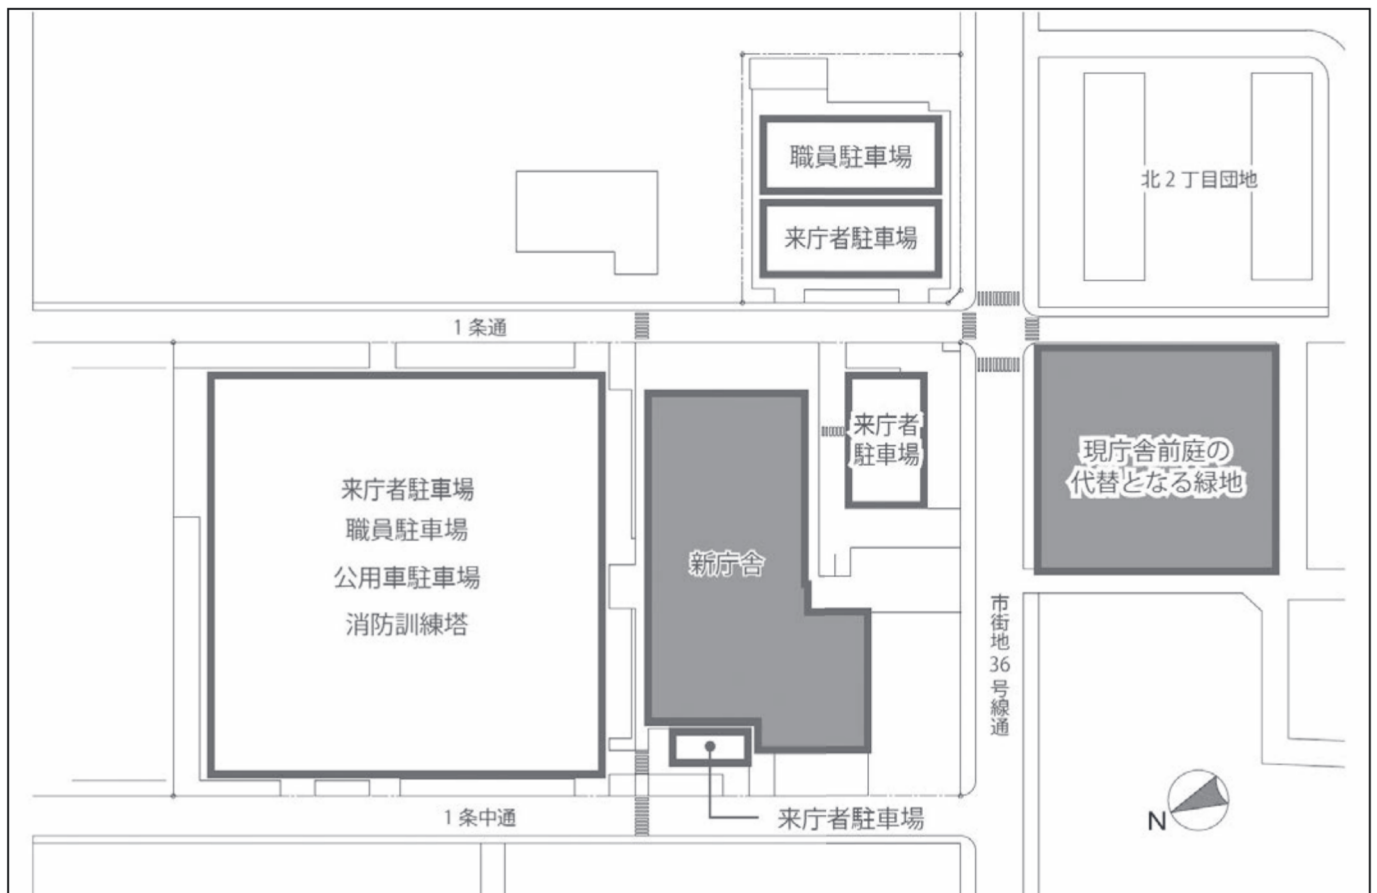 職員駐車場
来庁者駐車場
北2丁目団地
1条通
来庁者
駐車場
現庁舎前庭の
代替となる緑地
来庁者駐車場
職員駐車場
公用車駐車場
消防訓練塔
新庁舎
市街地36号線通
1条中通
来庁者駐車場
N